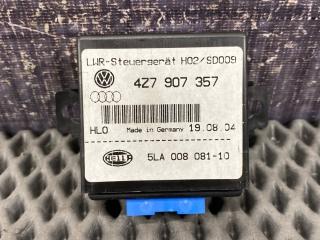 LWR-Steuergerät H02/SD009
4Z7 907 357
HLO Made in Germany 19.08.04
HELLA 5LA 008 081-10